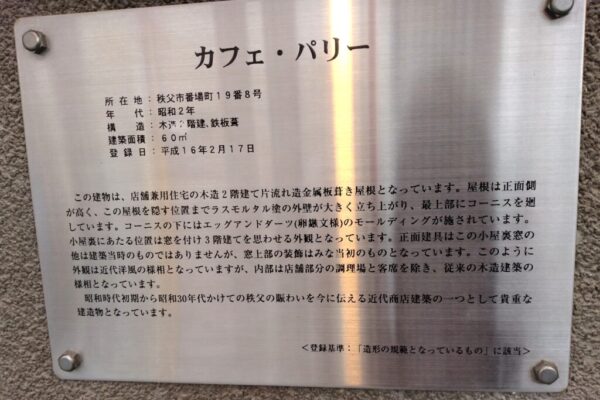 カフェ・パリー
所在地：秩父市番場町19番8号
年代：昭和2年
構造：木造2階建、鉄板葺
建築面積：60㎡
登録日：平成16年2月17日
この建物は、店舗兼用住宅の木造2階建て片流れ造金属板葺き屋根となっています。屋根は正面側
が高く、この屋根を隠す位置までラスモルタル塗の外壁が大きく立ち上がり、最上部にコーニスを廻
しています。コーニスの下にはエッグアンドダーツ(卵鏃文様)のモールディングが施されています。
小屋裏にあたる位置は窓を付け3階建てを思わせる外観となっています。正面建具はこの小屋裏窓の
他は建築当時のものではありませんが、窓上部の装飾はみな当初のものとなっています。このように
外観は近代洋風の様相となっていますが、内部は店舗部分の調理場と客席を除き、従来の木造建築の
様相となっています。
昭和時代初期から昭和30年代かけての秩父の賑わいを今に伝える近代商店建築の一つとして貴重な
建造物となっています。
＜登録基準：「造形の規範となっているもの」に該当＞